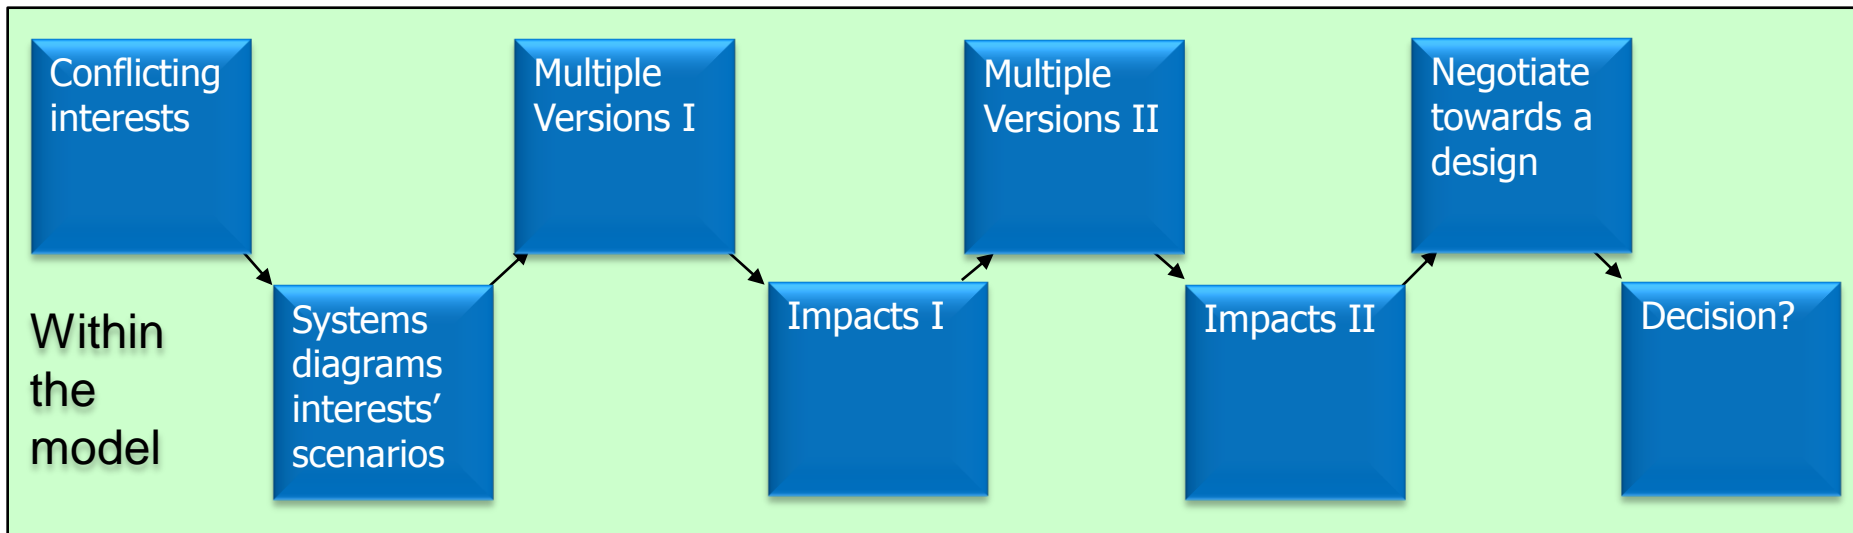 Conflicting
interests
Systems
diagrams
interests’
scenarios
Multiple
Versions I
Impacts I
Multiple
Versions II
Impacts II
Negotiate
towards a
design
Decision?
Within
the
model